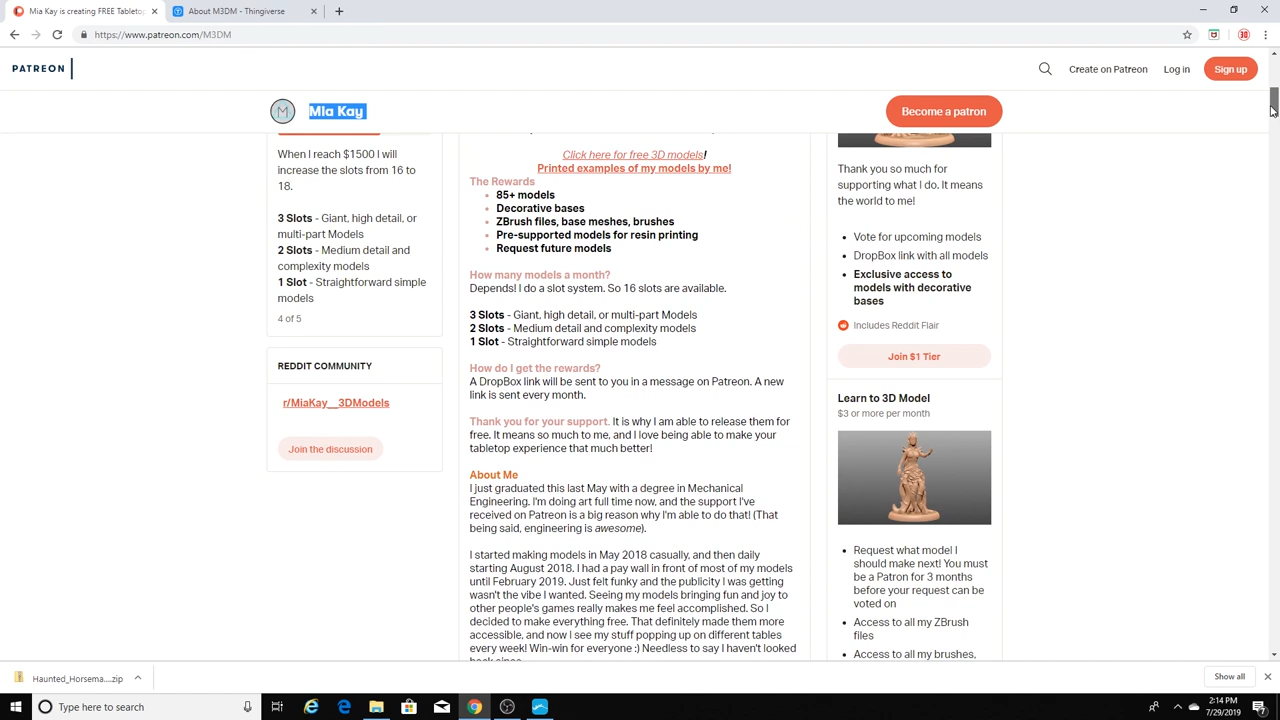 Mia Kay is creating FREE Tableto
About M3DM - Thingiverse
https://www.patreon.com/M3DM
PATREON
Create on Patreon
Log in
Sign up
M
Mia Kay
Become a patron
When I reach $1500 I will
increase the slots from 16 to
18.
3 Slots - Giant, high detail, or
multi-part Models
2 Slots - Medium detail and
complexity models
1 Slot - Straightforward simple
models
4 of 5
REDDIT COMMUNITY
r/MiaKay__3DModels
Join the discussion
Click here for free 3D models!
Printed examples of my models by me!
The Rewards
• 85+ models
• Decorative bases
• ZBrush files, base meshes, brushes
• Pre-supported models for resin printing
• Request future models
How many models a month?
Depends! I do a slot system. So 16 slots are available.
3 Slots - Giant, high detail, or multi-part Models
2 Slots - Medium detail and complexity models
1 Slot - Straightforward simple models
How do I get the rewards?
A DropBox link will be sent to you in a message on Patreon. A new
link is sent every month.
Thank you for your support. It is why I am able to release them for
free. It means so much to me, and I love being able to make your
tabletop experience that much better!
About Me
I just graduated this last May with a degree in Mechanical
Engineering. I'm doing art full time now, and the support I've
received on Patreon is a big reason why I'm able to do that! (That
being said, engineering is awesome).
I started making models in May 2018 casually, and then daily
starting August 2018. I had a pay wall in front of most of my models
until February 2019. Just felt funky and the publicity I was getting
wasn't the vibe I wanted. Seeing my models bringing fun and joy to
other people's games really makes me feel accomplished. So I
decided to make everything free. That definitely made them more
accessible, and now I see my stuff popping up on different tables
every week! Win-win for everyone :) Needless to say I haven't looked
Thank you so much for
supporting what I do. It means
the world to me!
• Vote for upcoming models
• DropBox link with all models
• Exclusive access to
models with decorative
bases
Includes Reddit Flair
Join $1 Tier
Learn to 3D Model
$3 or more per month
• Request what model I
should make next! You must
be a Patron for 3 months
before your request can be
voted on
• Access to all my ZBrush
files
• Access to all my brushes,
Haunted_Horsema....zip
Show all
Type here to search
2:14 PM
7/29/2019